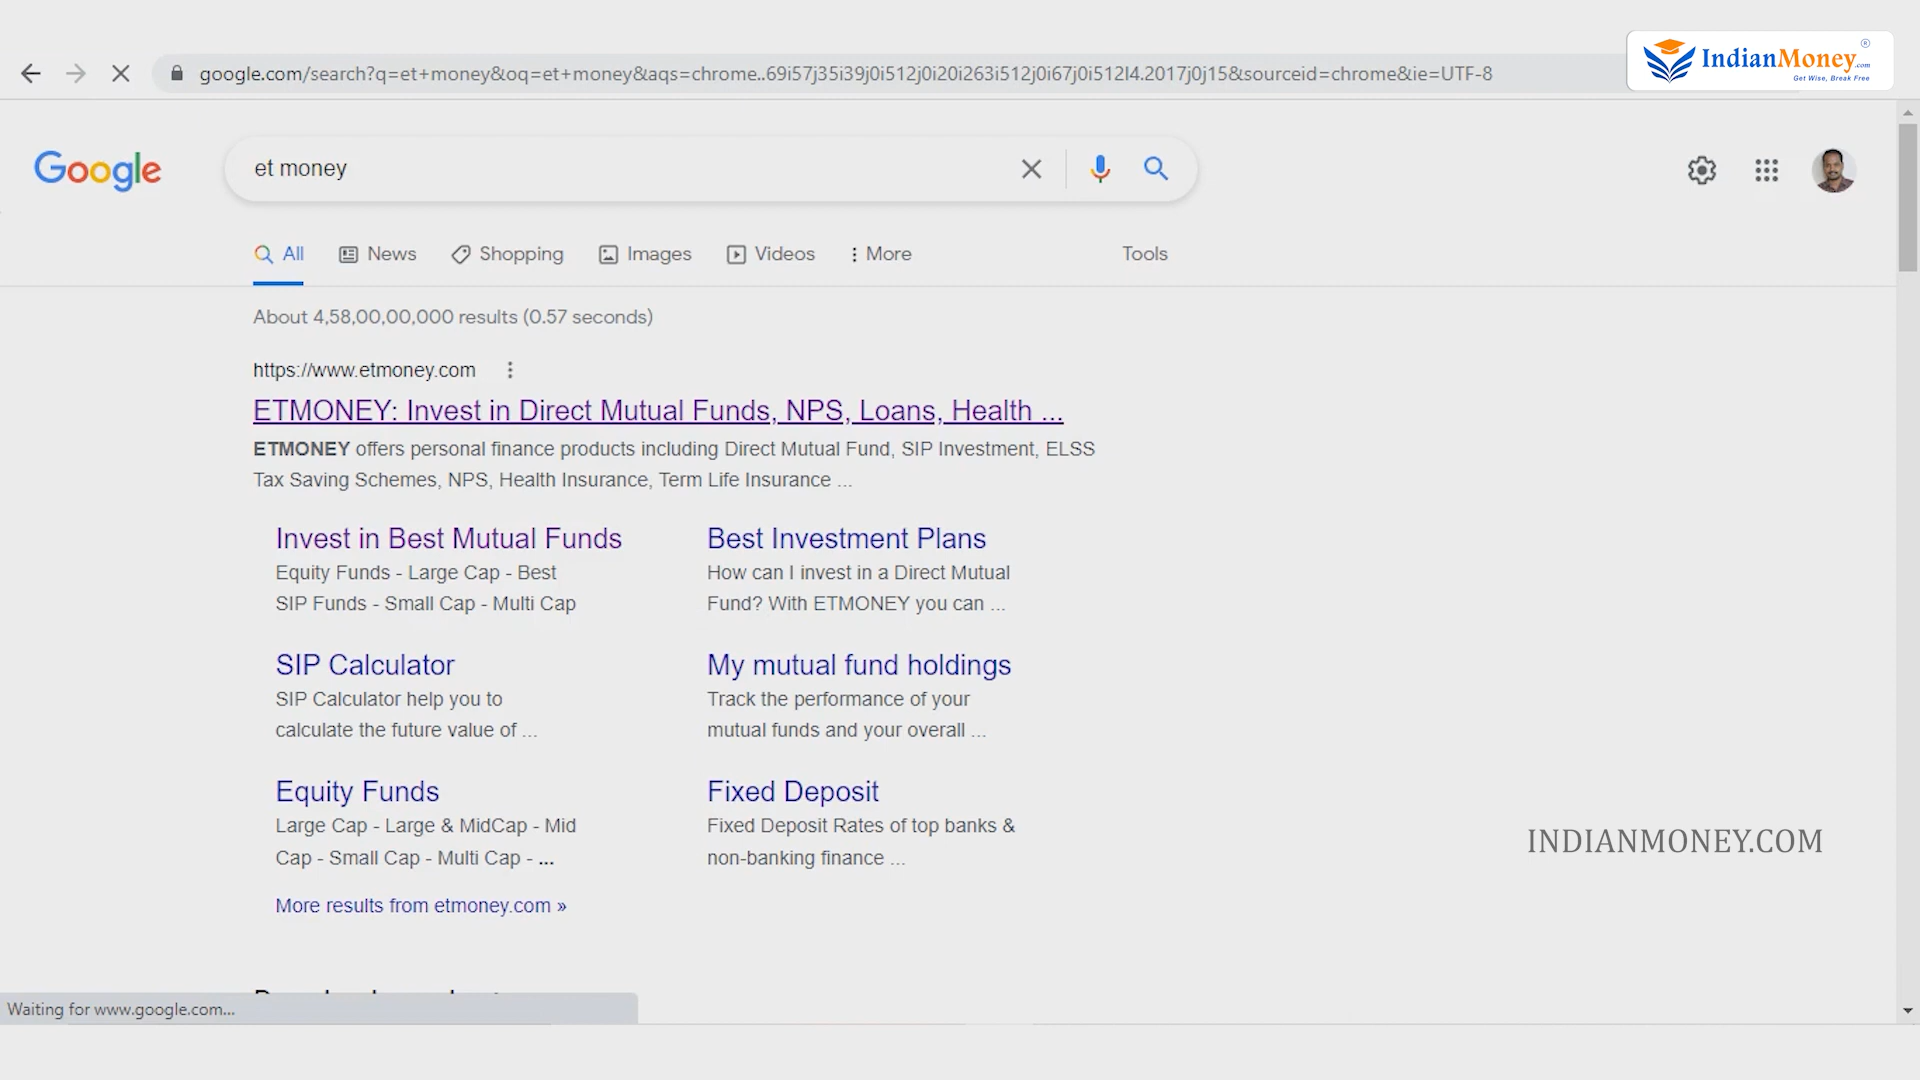 google.com/search?q=et+money&oq=et+money&aqs=chrome..69i57j35i39j0i512j0i20i263i512j0i67j0i512l4.2017j0j15&sourceid=chrome&ie=UTF-8
IndianMoney.com ®
Get Wise, Break Free
Google
et money
All News Shopping Images Videos More Tools
About 4,58,00,00,000 results (0.57 seconds)
https://www.etmoney.com
ETMONEY: Invest in Direct Mutual Funds, NPS, Loans, Health ...
ETMONEY offers personal finance products including Direct Mutual Fund, SIP Investment, ELSS
Tax Saving Schemes, NPS, Health Insurance, Term Life Insurance ...
Invest in Best Mutual Funds
Equity Funds - Large Cap - Best
SIP Funds - Small Cap - Multi Cap
Best Investment Plans
How can I invest in a Direct Mutual
Fund? With ETMONEY you can ...
SIP Calculator
SIP Calculator help you to
calculate the future value of ...
My mutual fund holdings
Track the performance of your
mutual funds and your overall ...
Equity Funds
Large Cap - Large & MidCap - Mid
Cap - Small Cap - Multi Cap - ...
Fixed Deposit
Fixed Deposit Rates of top banks &
non-banking finance ...
INDIANMONEY.COM
More results from etmoney.com »
Waiting for www.google.com...